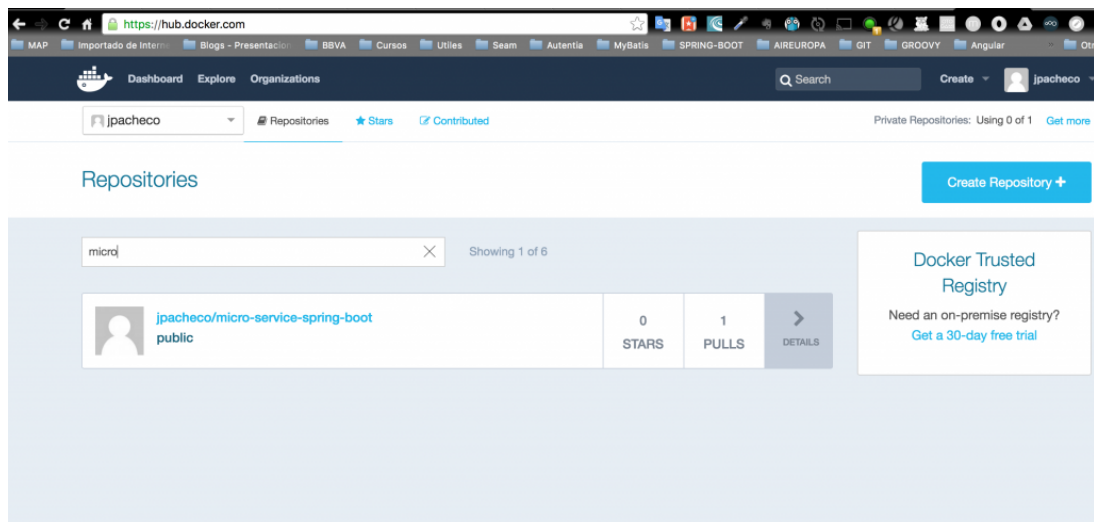 https://hub.docker.com
MAP Importado de Interne Blogs - Presentacion BBVA Cursos Utiles Seam Autentia MyBatis SPRING-BOOT AIREUROPA GIT GROOVY Angular Otr
Dashboard Explore Organizations Search Create jpacheco
jpacheco Repositories Stars Contributed Private Repositories: Using 0 of 1 Get more
Repositories Create Repository +
micro Showing 1 of 6
Docker Trusted
Registry
Need an on-premise registry?
Get a 30-day free trial
jpacheco/micro-service-spring-boot
public
0 1
STARS PULLS DETAILS